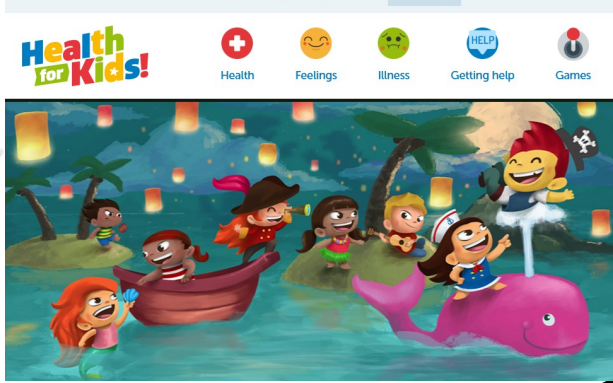 Health
for Kids!
HELP
Health
Feelings
Illness
Getting help
Games